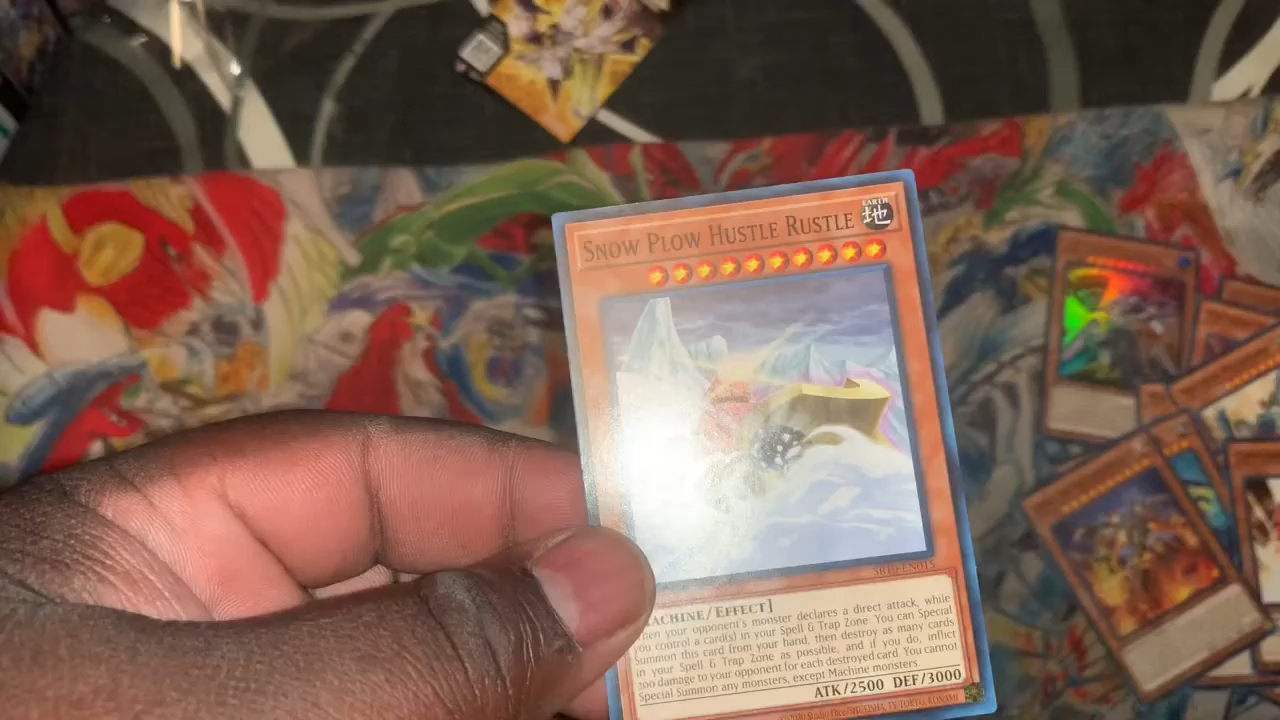 SNOW PLOW HUSTLE RUSTLE
EARTH
地
EN015
MACHINE/EFFECT]
When your opponent's monster declares a direct attack, while
you control a card(s) in your Spell & Trap Zone: You can Special
Summon this card from your hand, then destroy as many cards
in your Spell & Trap Zone as possible, and if you do, inflict
200 damage to your opponent for each destroyed card. You cannot
Special Summon any monsters, except Machine monsters.
ATK/2500 DEF/3000